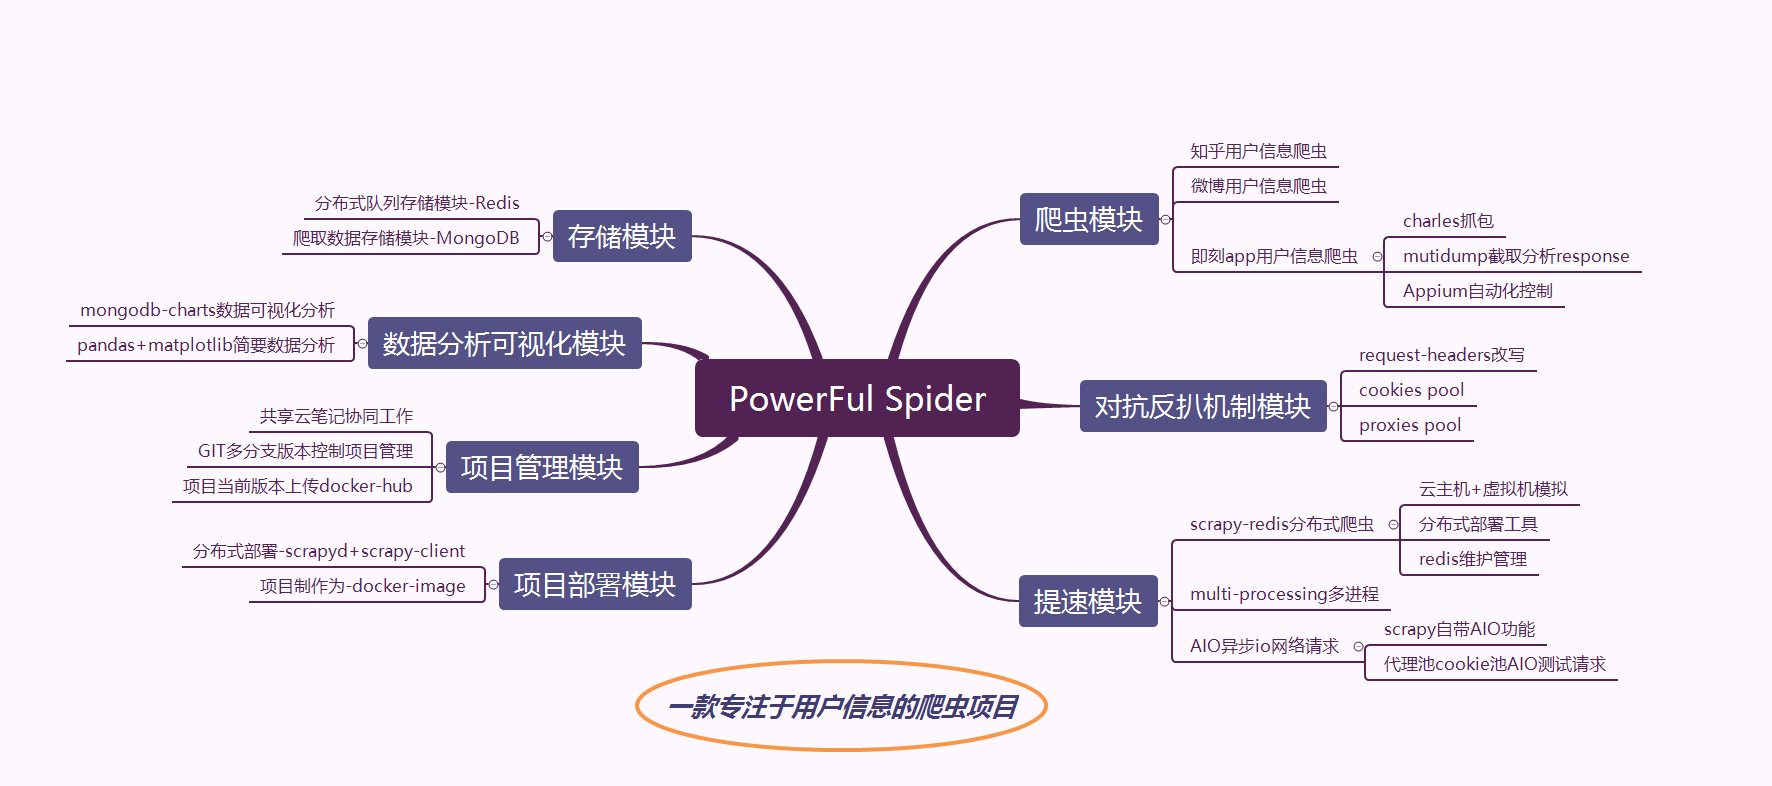 PowerFul Spider
爬虫模块
知乎用户信息爬虫
微博用户信息爬虫
即刻app用户信息爬虫
charles抓包
mutidump截取分析response
Appium自动化控制
对抗反扒机制模块
request-headers改写
cookies pool
proxies pool
提速模块
scrapy-redis分布式爬虫
云主机+虚拟机模拟
分布式部署工具
redis维护管理
multi-processing多进程
AIO异步io网络请求
scrapy自带AIO功能
代理池cookie池AIO测试请求
存储模块
分布式队列存储模块-Redis
爬取数据存储模块-MongoDB
数据分析可视化模块
mongodb-charts数据可视化分析
pandas+matplotlib简要数据分析
项目管理模块
共享云笔记协同工作
GIT多分支版本控制项目管理
项目当前版本上传docker-hub
项目部署模块
分布式部署-scrapyd+scrapy-client
项目制作为-docker-image
一款专注于用户信息的爬虫项目